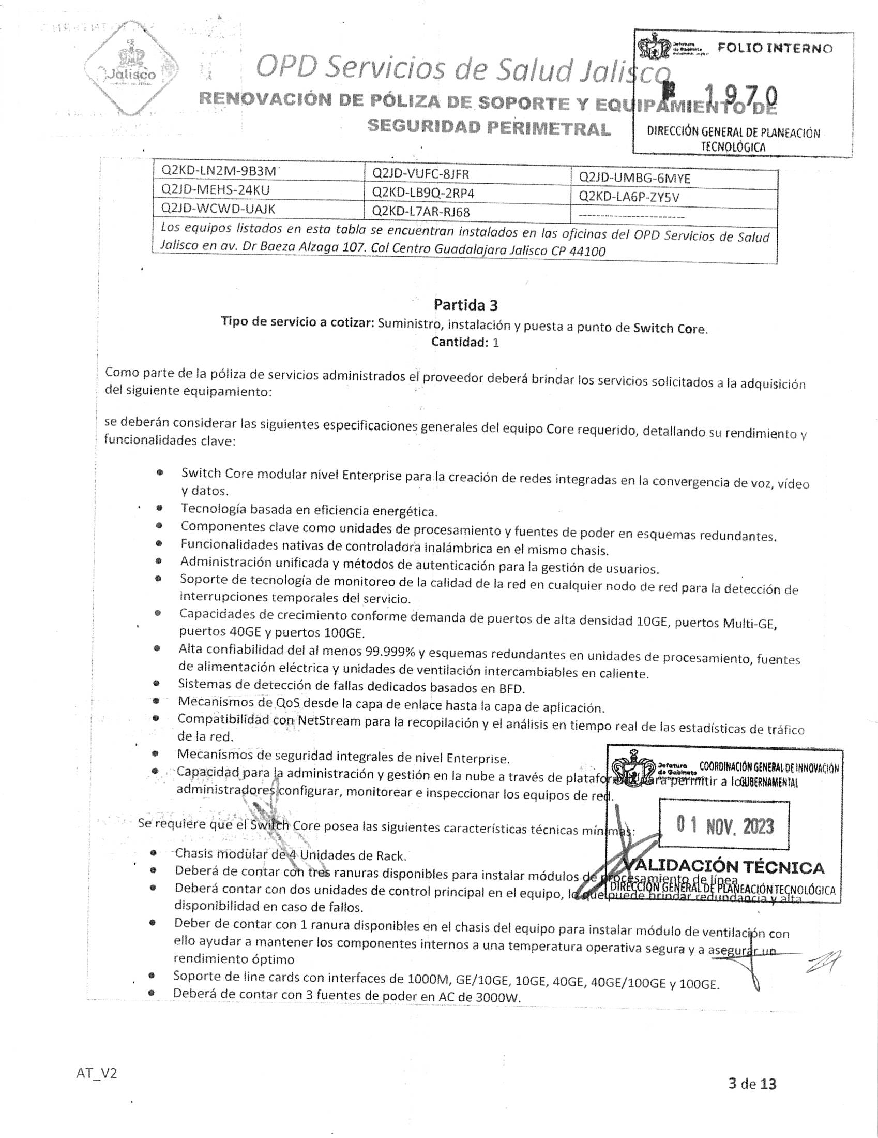 Jalisco
OPD Servicios de Salud Jalisco
RENOVACIÓN DE PÓLIZA DE SOPORTE Y EQUIPAMIENTO DE
SEGURIDAD PERIMETRAL
Jefatura de Gabinete
FOLIO INTERNO
1970
DIRECCIÓN GENERAL DE PLANEACIÓN
TECNOLÓGICA
Q2KD-LN2M-9B3M Q2JD-VUFC-8JFR Q2JD-UMBG-6MYE
Q2JD-MEHS-24KU Q2KD-LB9Q-2RP4 Q2KD-LA6P-ZY5V
Q2JD-WCWD-UAJK Q2KD-L7AR-RJ68 ------------------------
Los equipos listados en esta tabla se encuentran instalados en las oficinas del OPD Servicios de Salud
Jalisco en av. Dr Baeza Alzaga 107. Col Centro Guadalajara Jalisco CP 44100
Partida 3
Tipo de servicio a cotizar: Suministro, instalación y puesta a punto de Switch Core.
Cantidad: 1
Como parte de la póliza de servicios administrados el proveedor deberá brindar los servicios solicitados a la adquisición
del siguiente equipamiento:
se deberán considerar las siguientes especificaciones generales del equipo Core requerido, detallando su rendimiento y
funcionalidades clave:
• Switch Core modular nivel Enterprise para la creación de redes integradas en la convergencia de voz, vídeo
y datos.
• Tecnología basada en eficiencia energética.
• Componentes clave como unidades de procesamiento y fuentes de poder en esquemas redundantes.
• Funcionalidades nativas de controladora inalámbrica en el mismo chasis.
• Administración unificada y métodos de autenticación para la gestión de usuarios.
• Soporte de tecnología de monitoreo de la calidad de la red en cualquier nodo de red para la detección de
interrupciones temporales del servicio.
• Capacidades de crecimiento conforme demanda de puertos de alta densidad 10GE, puertos Multi-GE,
puertos 40GE y puertos 100GE.
• Alta confiabilidad del al menos 99.999% y esquemas redundantes en unidades de procesamiento, fuentes
de alimentación eléctrica y unidades de ventilación intercambiables en caliente.
• Sistemas de detección de fallas dedicados basados en BFD.
• Mecanismos de QoS desde la capa de enlace hasta la capa de aplicación.
• Compatibilidad con NetStream para la recopilación y el análisis en tiempo real de las estadísticas de tráfico
de la red.
• Mecanismos de seguridad integrales de nivel Enterprise.
• Capacidad para la administración y gestión en la nube a través de platafor para permitir a lo
administradores configurar, monitorear e inspeccionar los equipos de red.
Jefatura de Gabinete
COORDINACIÓN GENERAL DE INNOVACIÓN
GUBERNAMENTAL
01 NOV. 2023
VALIDACIÓN TÉCNICA
DIRECCIÓN GENERAL DE PLANEACIÓN TECNOLÓGICA
Se requiere que el Switch Core posea las siguientes características técnicas mínimas:
• Chasis modular de 4 Unidades de Rack.
• Deberá de contar con tres ranuras disponibles para instalar módulos de procesamiento de línea
• Deberá contar con dos unidades de control principal en el equipo, lo que puede brindar redundancia y alta
disponibilidad en caso de fallos.
• Deber de contar con 1 ranura disponibles en el chasis del equipo para instalar módulo de ventilación con
ello ayudar a mantener los componentes internos a una temperatura operativa segura y a asegurar un
rendimiento óptimo
• Soporte de line cards con interfaces de 1000M, GE/10GE, 10GE, 40GE, 40GE/100GE y 100GE.
• Deberá de contar con 3 fuentes de poder en AC de 3000W.
AT_V2
3 de 13